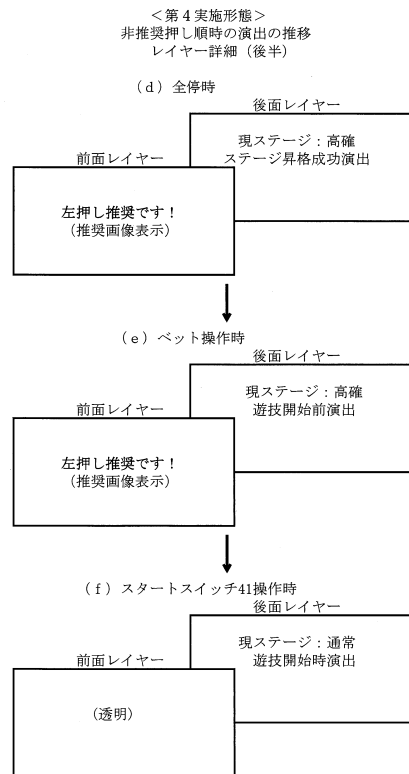 ＜第４実施形態＞
非推奨押し順時の演出の推移
レイヤー詳細（後半）
（ｄ）全停時
後面レイヤー
現ステージ：高確
ステージ昇格成功演出
前面レイヤー
左押し推奨です！
（推奨画像表示）
（ｅ）ベット操作時
後面レイヤー
現ステージ：高確
遊技開始前演出
前面レイヤー
左押し推奨です！
（推奨画像表示）
（ｆ）スタートスイッチ41操作時
後面レイヤー
現ステージ：通常
遊技開始時演出
前面レイヤー
（透明）